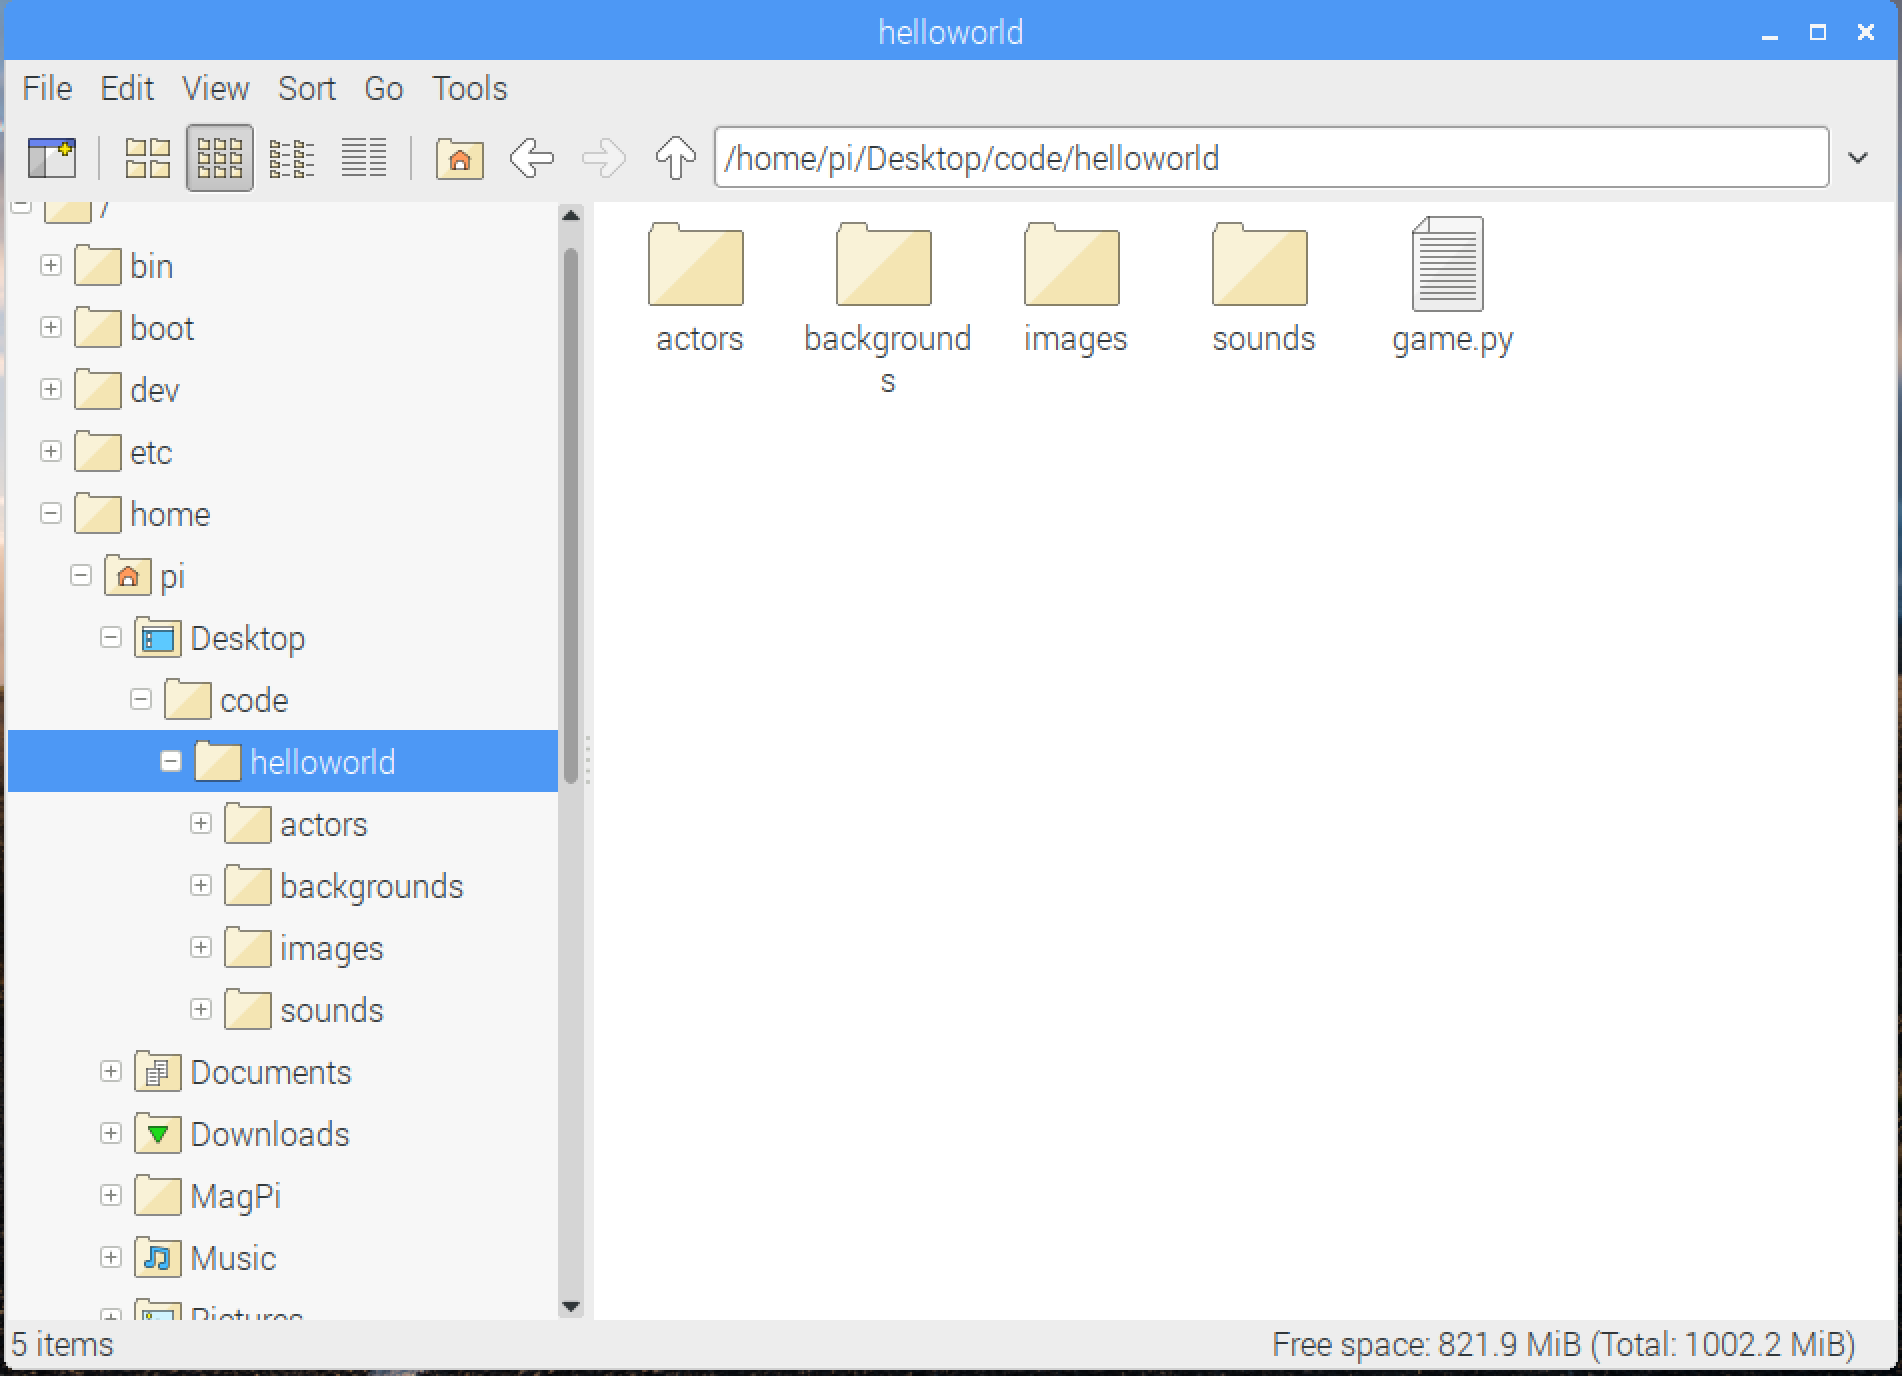 helloworld
File Edit View Sort Go Tools
/home/pi/Desktop/code/helloworld
/
bin
boot
dev
etc
home
pi
Desktop
code
helloworld
actors
backgrounds
images
sounds
Documents
Downloads
MagPi
Music
Pictures
actors
background
s
images
sounds
game.py
5 items
Free space: 821.9 MiB (Total: 1002.2 MiB)